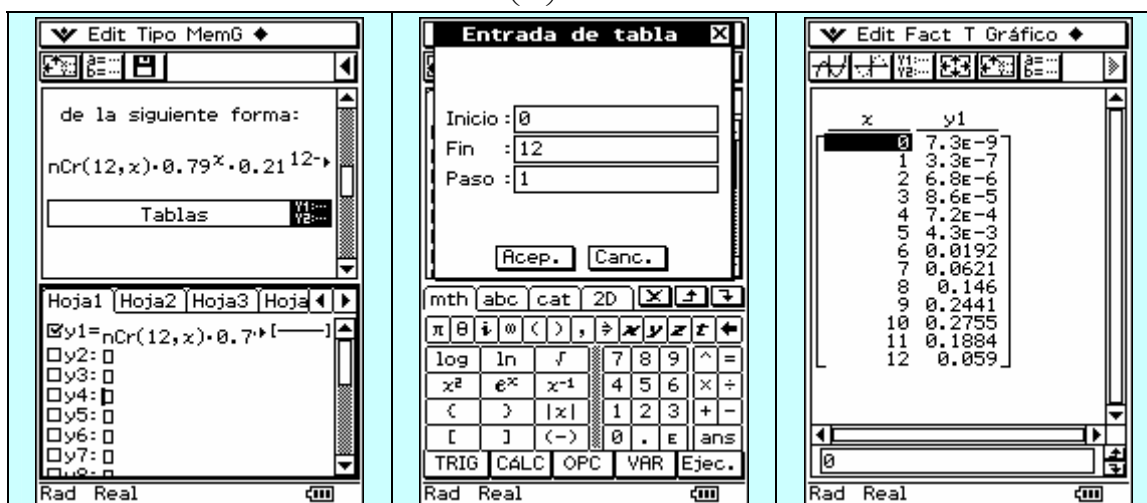 Edit Tipo MemG ◆
de la siguiente forma:
nCr(12,x)·0.79^x·0.21^12-
Tablas Y1:··· Y2:···
Hoja1 Hoja2 Hoja3 Hoja
y1=nCr(12,x)·0.7 [—]
y2:
y3:
y4:
y5:
y6:
y7:
Rad Real
Entrada de tabla X
Inicio :0
Fin :12
Paso :1
Acep. Canc.
mth abc cat 2D
π θ i ∞ ( ) , ⇒ x y z t
log ln √ 7 8 9 ^ =
x² eˣ x⁻¹ 4 5 6 × ÷
( ) |x| 1 2 3 + −
[ ] (−) 0 . E ans
TRIG CALC OPC VAR Ejec.
Rad Real
Edit Fact T Gráfico ◆
x y1
0 7.3E-9
1 3.3E-7
2 6.8E-6
3 8.6E-5
4 7.2E-4
5 4.3E-3
6 0.0192
7 0.0621
8 0.146
9 0.2441
10 0.2755
11 0.1884
12 0.059
0
Rad Real